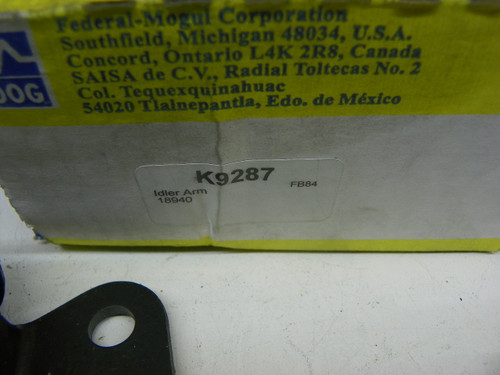 Federal-Mogul Corporation
Southfield, Michigan 48034, U.S.A.
Concord, Ontario L4K 2R8, Canada
SAISA de C.V., Radial Toltecas No. 2
Col. Tequexquinahuac
54020 Tlalnepantla, Edo. de México
OOG
K9287
Idler Arm
FB84
18940